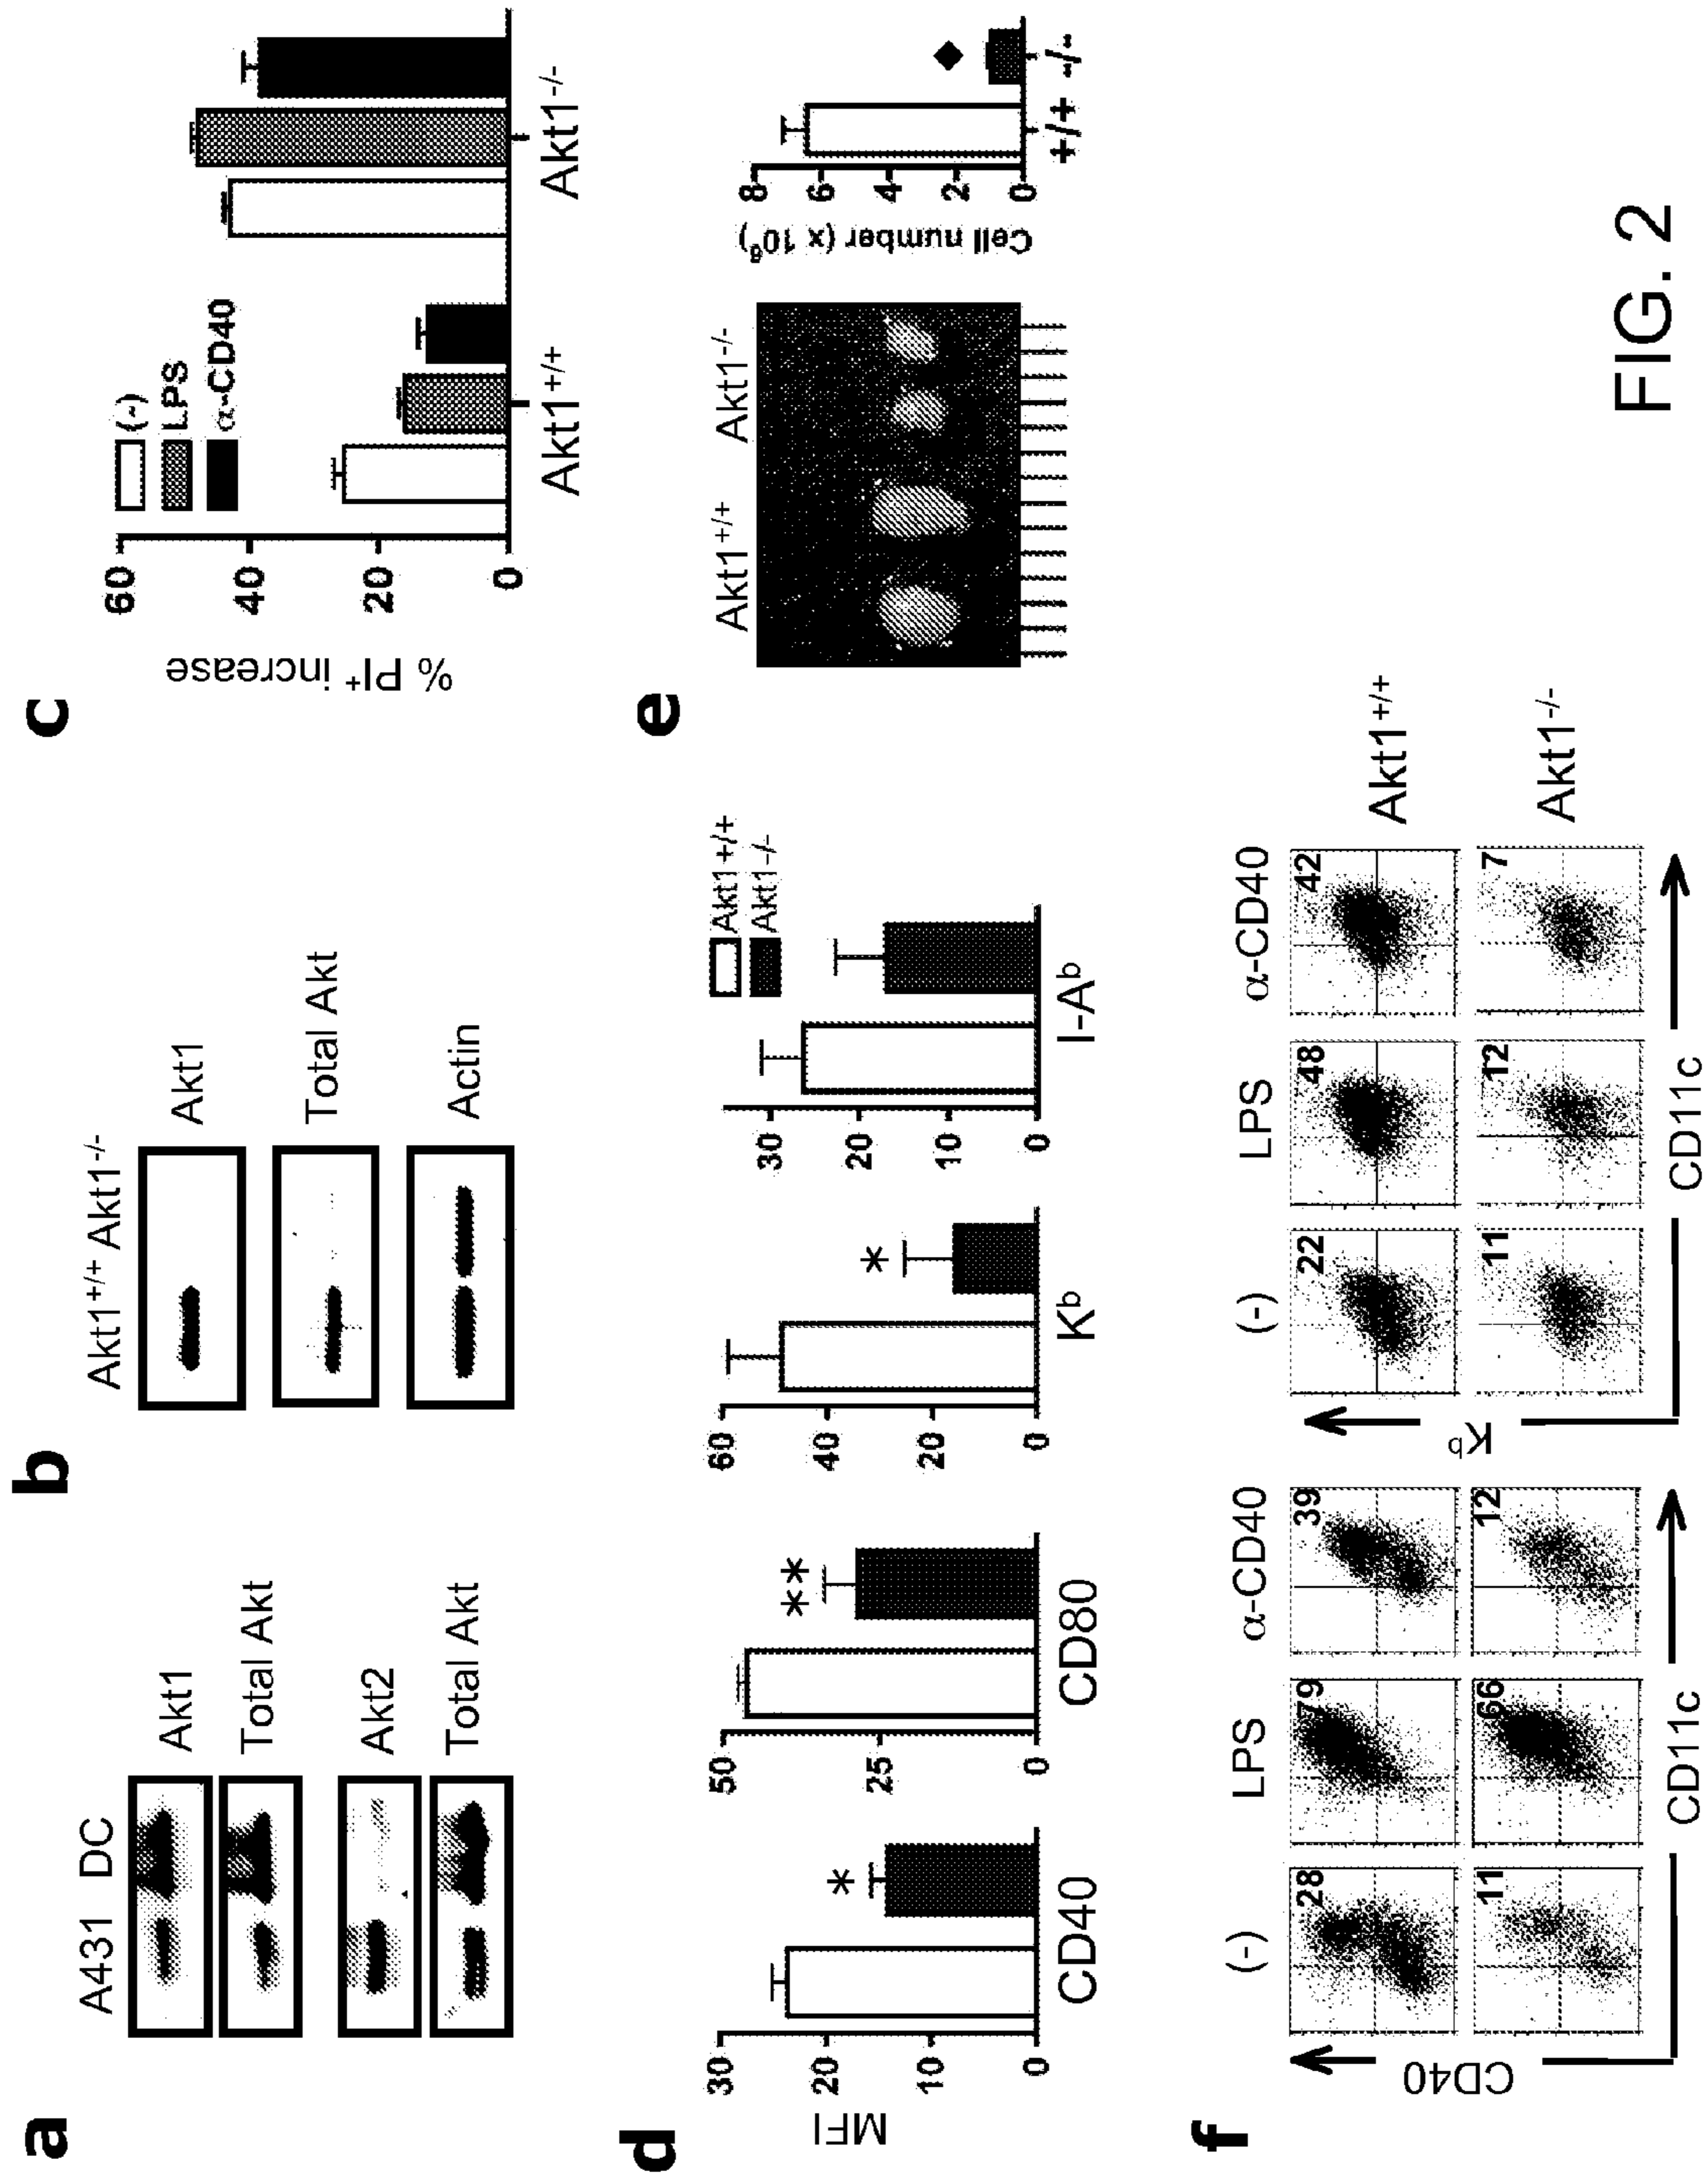 a
A431 DC
Akt1
Total Akt
Akt2
Total Akt
b
Akt1+/+ Akt1-/-
Akt1
Total Akt
Actin
c
% PI+ increase
60
40
20
0
(-)
LPS
α-CD40
Akt1+/+
Akt1-/-
d
MFI
30
20
10
0
*
CD40
50
25
0
**
CD80
60
40
20
0
*
Kb
30
20
10
0
I-Ab
Akt1+/+
Akt1-/-
e
Akt1+/+ Akt1-/-
Cell number (x 106)
8
6
4
2
0
+/+ -/-
f
(-) LPS α-CD40
28 79 39
11 66 12
CD40
CD11c
(-) LPS α-CD40
22 48 42
11 12 7
Kb
CD11c
Akt1+/+
Akt1-/-
FIG. 2